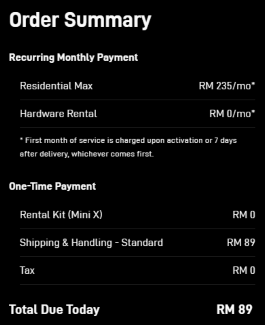 Order Summary
Recurring Monthly Payment
Residential Max RM 235/mo*
Hardware Rental RM 0/mo*
* First month of service is charged upon activation or 7 days
after delivery, whichever comes first.
One-Time Payment
Rental Kit (Mini X) RM 0
Shipping & Handling - Standard RM 89
Tax RM 0
Total Due Today RM 89